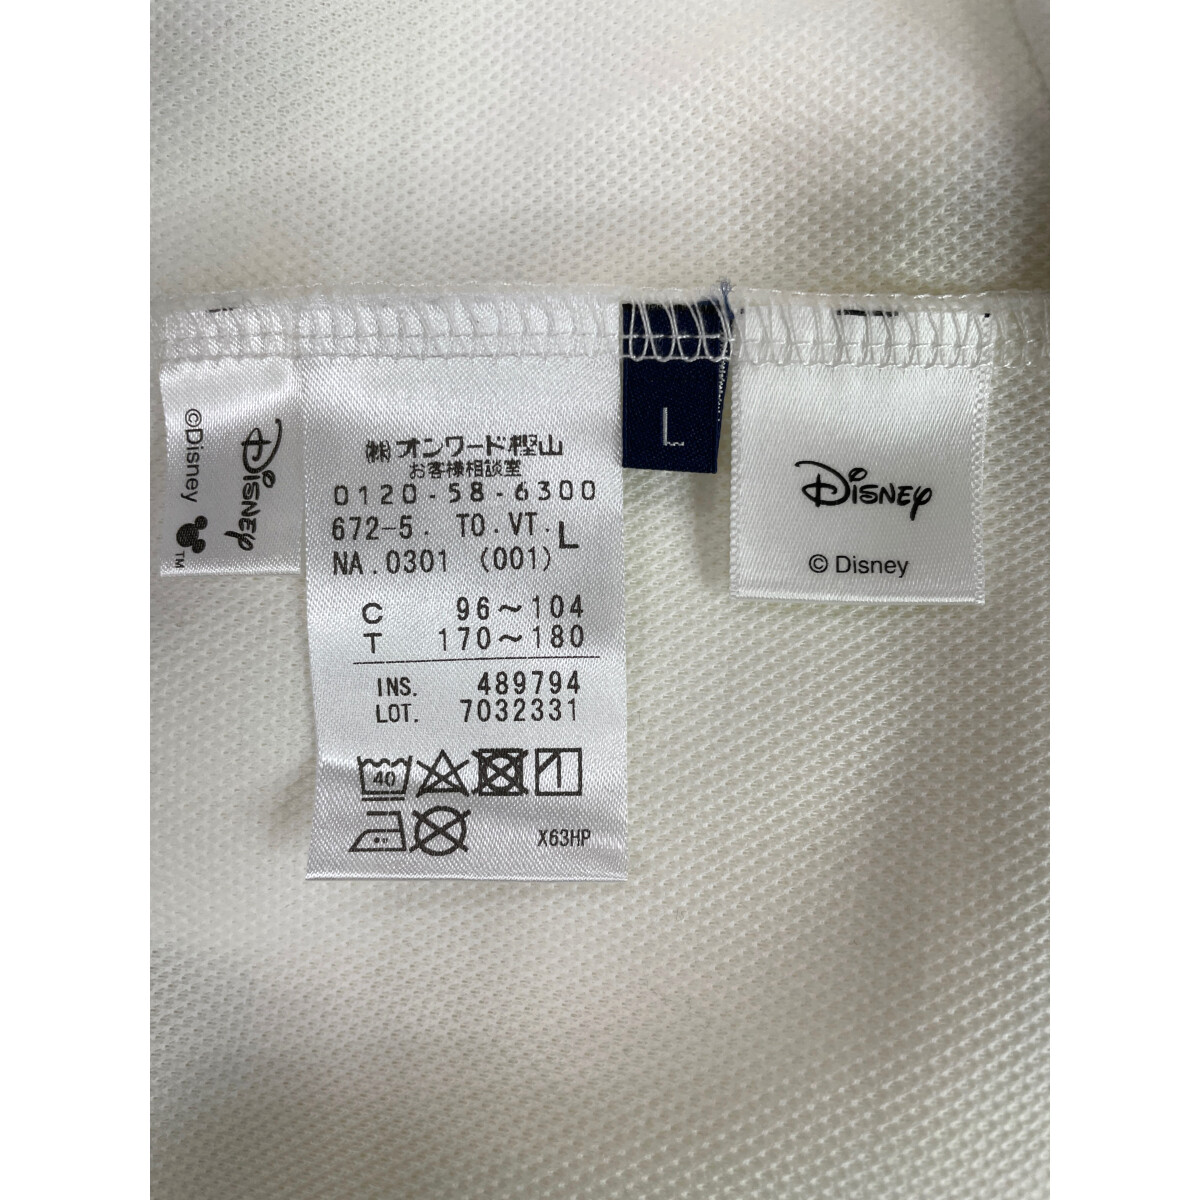 Disney
©Disney
TM
㈱オンワード樫山
お客様相談室
0120-58-6300
672-5. TO.VT. L
NA.0301 (001)
C 96〜104
T 170〜180
INS. 489794
LOT. 7032331
40
1
X63HP
L
Disney
© Disney